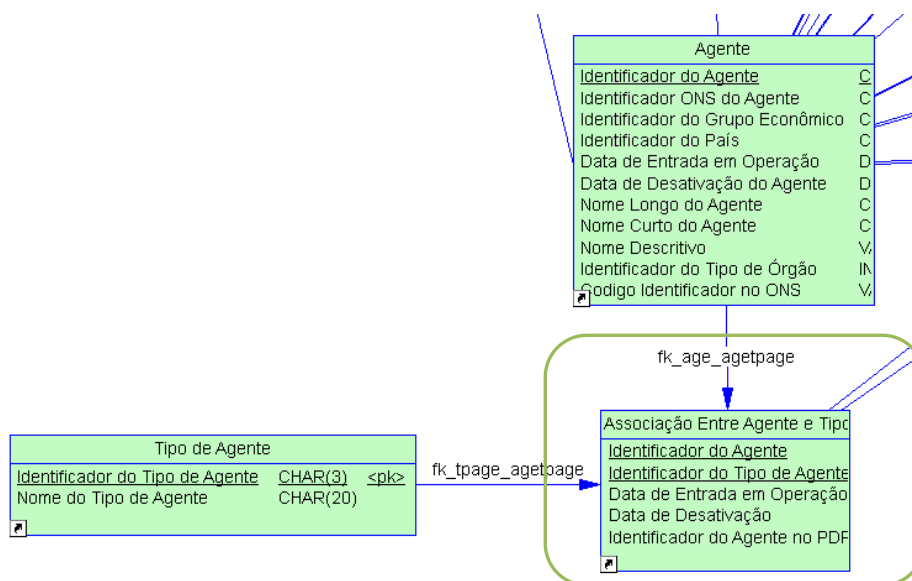 Agente
Identificador do Agente C
Identificador ONS do Agente C
Identificador do Grupo Econômico C
Identificador do País C
Data de Entrada em Operação D
Data de Desativação do Agente D
Nome Longo do Agente C
Nome Curto do Agente C
Nome Descritivo
Identificador do Tipo de Órgão
Codigo Identificador no ONS
fk_age_agetpage
Associação Entre Agente e Tipo
Identificador do Agente
Identificador do Tipo de Agente
Data de Entrada em Operação
Data de Desativação
Identificador do Agente no PDF
Tipo de Agente
Identificador do Tipo de Agente CHAR(3) <pk>
Nome do Tipo de Agente CHAR(20)
fk_tpage_agetpage